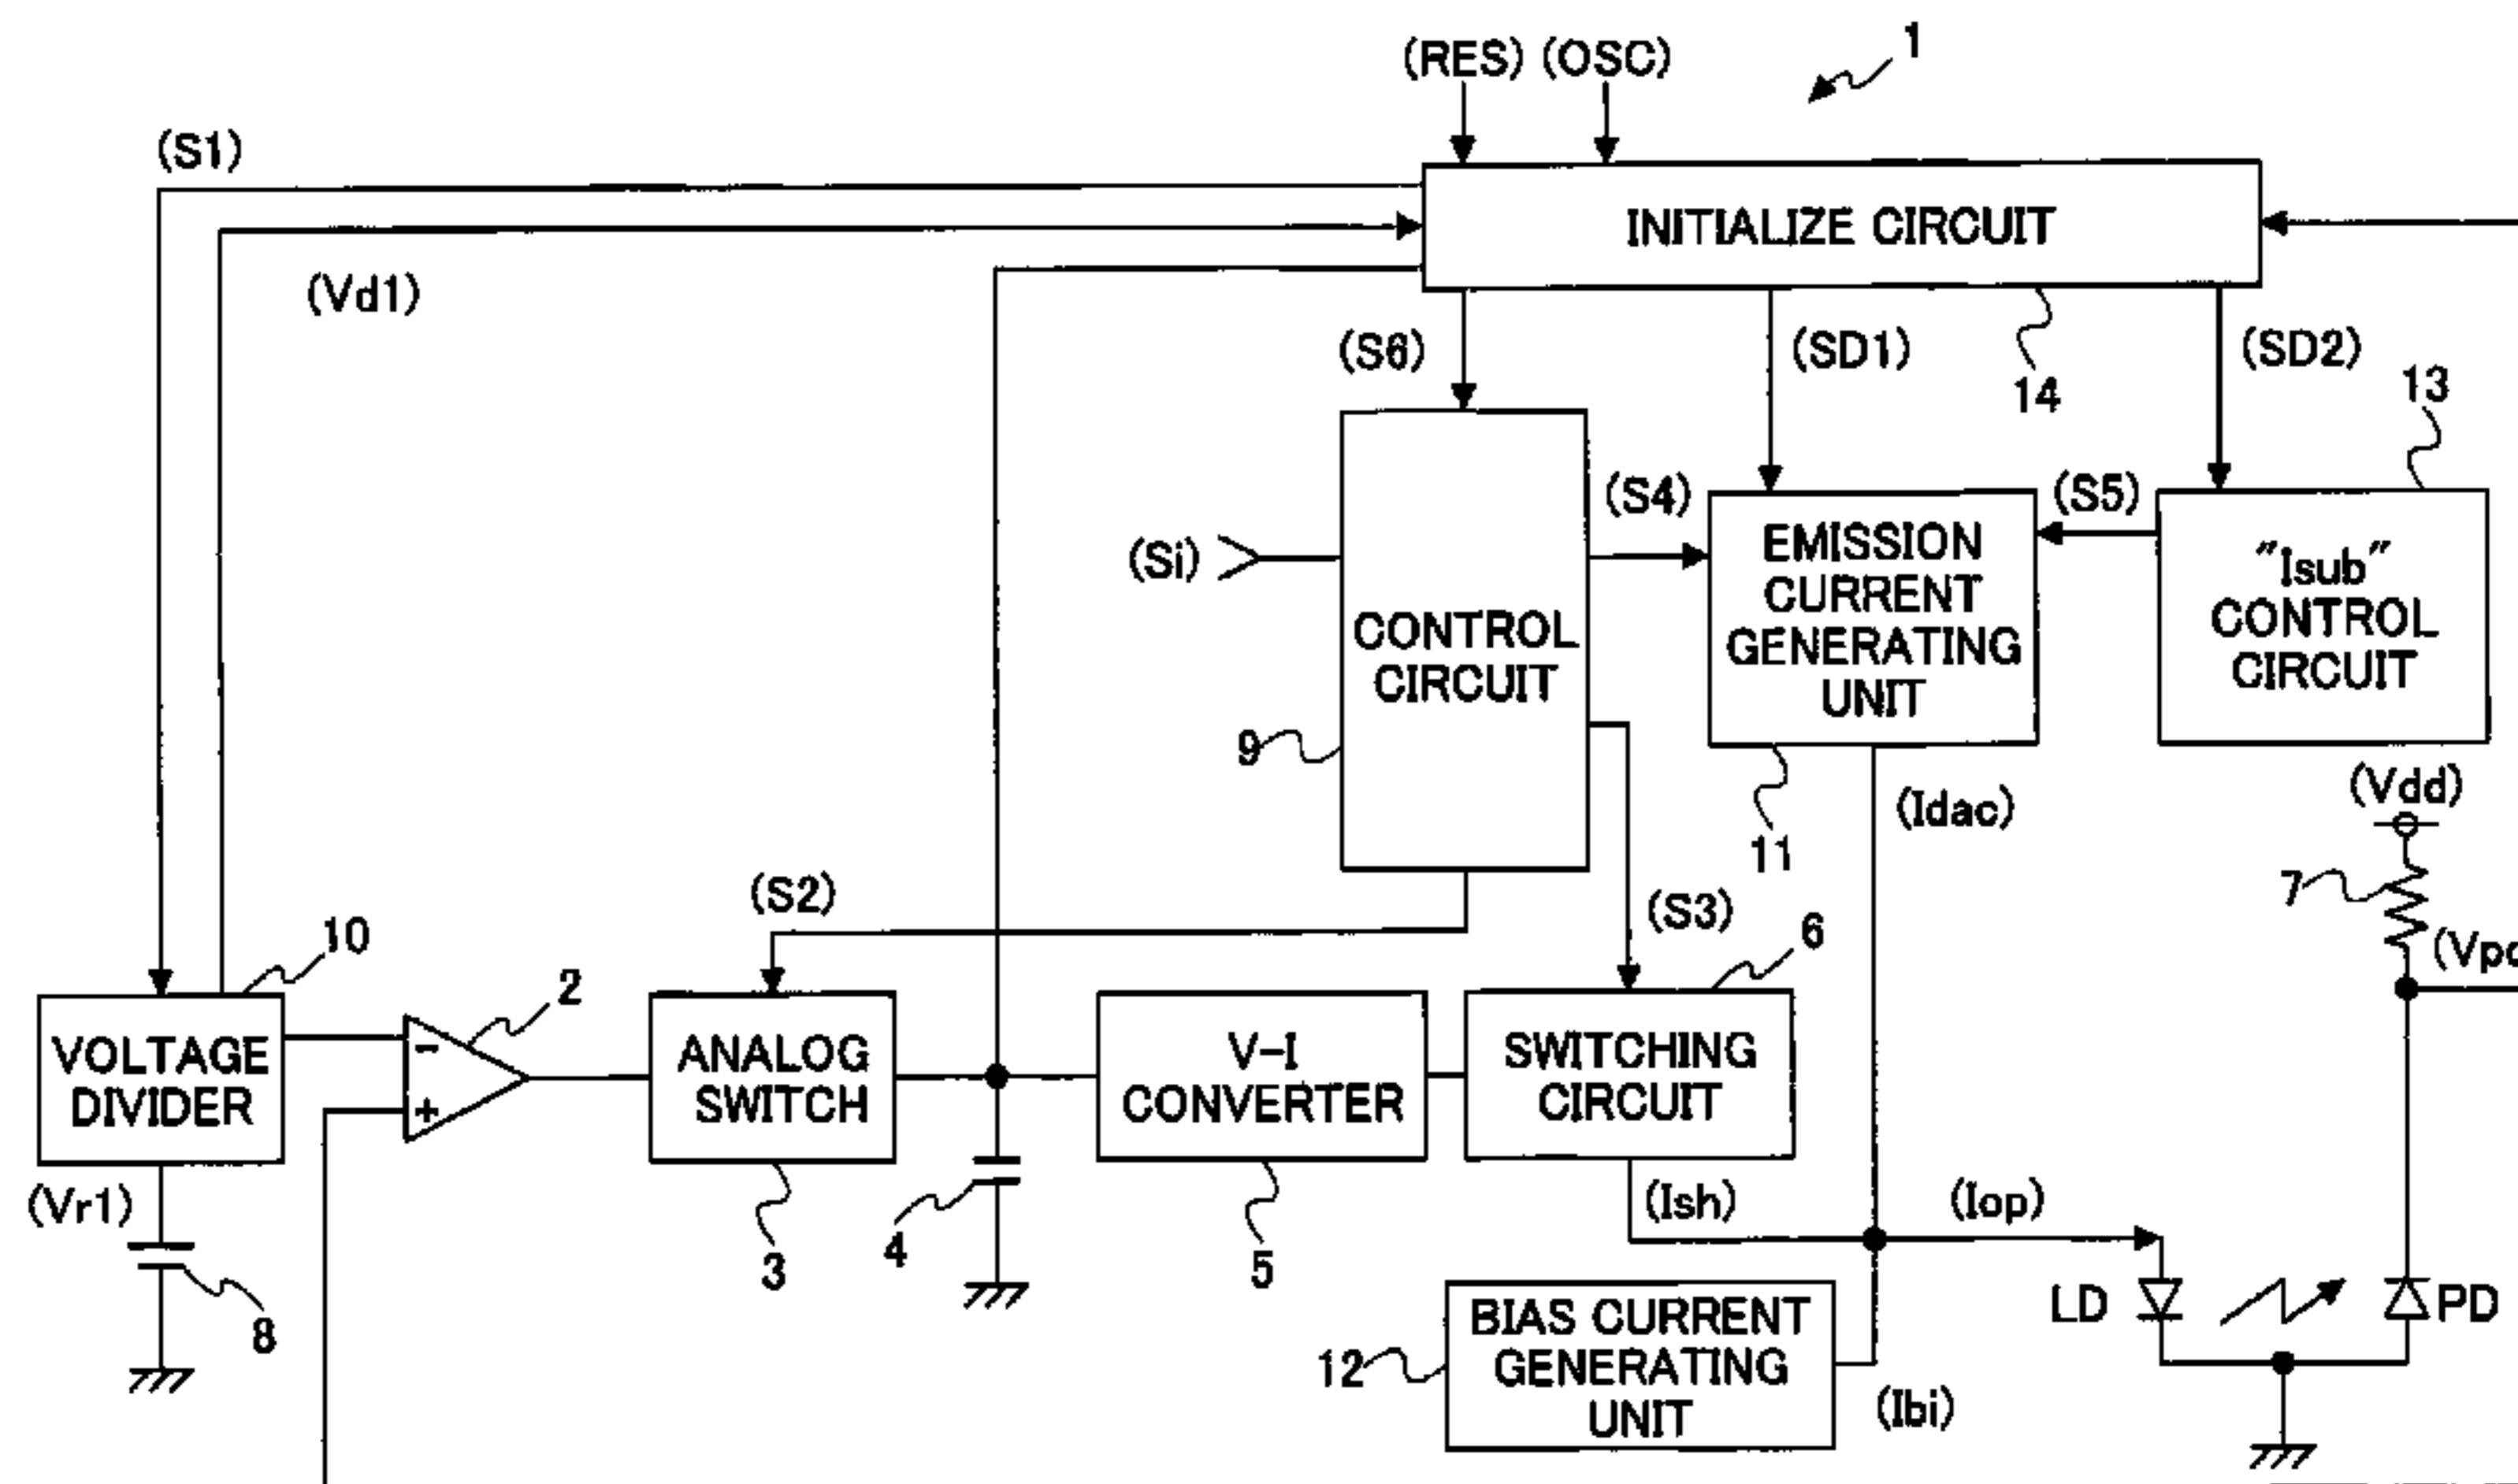 1
(RES) (OSC)
(S1)
INITIALIZE CIRCUIT
(Vd1)
(S6)
(SD1)
14
(SD2)
13
(Si)
(S4)
(S5)
EMISSION
CURRENT
GENERATING
UNIT
"Isub"
CONTROL
CIRCUIT
CONTROL
CIRCUIT
9
11
(Idac)
(Vdd)
7
(S2)
(S3)
6
10
2
VOLTAGE
DIVIDER
-
+
ANALOG
SWITCH
V-I
CONVERTER
SWITCHING
CIRCUIT
(Vr1)
8
3
4
5
(Ish)
(Iop)
LD
PD
12
BIAS CURRENT
GENERATING
UNIT
(Ibi)